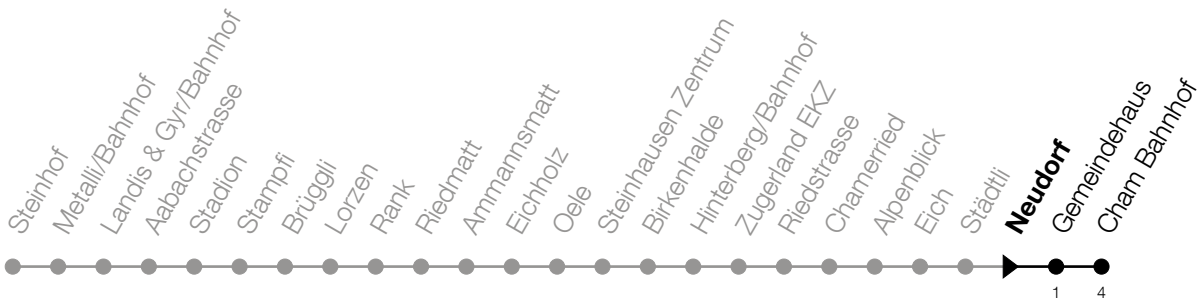 Steinhof
Metalli/Bahnhof
Landis & Gyr/Bahnhof
Aabachstrasse
Stadion
Stampfi
Brüggli
Lorzen
Rank
Riedmatt
Ammannsmatt
Eichholz
Oele
Steinhausen Zentrum
Birkenhalde
Hinterberg/Bahnhof
Zugerland EKZ
Riedstrasse
Chamerried
Alpenblick
Eich
Städtli
Neudorf
Gemeindehaus
Cham Bahnhof
1
4